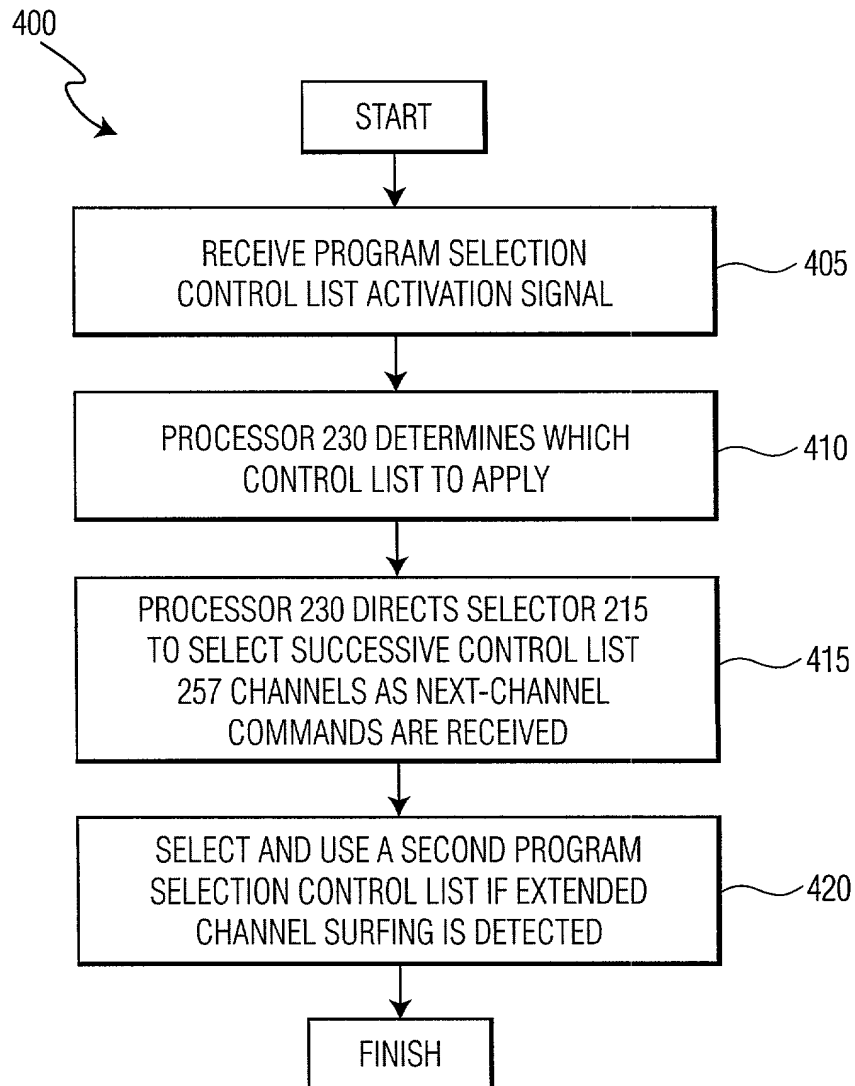 400
START
RECEIVE PROGRAM SELECTION
CONTROL LIST ACTIVATION SIGNAL
405
PROCESSOR 230 DETERMINES WHICH
CONTROL LIST TO APPLY
410
PROCESSOR 230 DIRECTS SELECTOR 215
TO SELECT SUCCESSIVE CONTROL LIST
257 CHANNELS AS NEXT-CHANNEL
COMMANDS ARE RECEIVED
415
SELECT AND USE A SECOND PROGRAM
SELECTION CONTROL LIST IF EXTENDED
CHANNEL SURFING IS DETECTED
420
FINISH